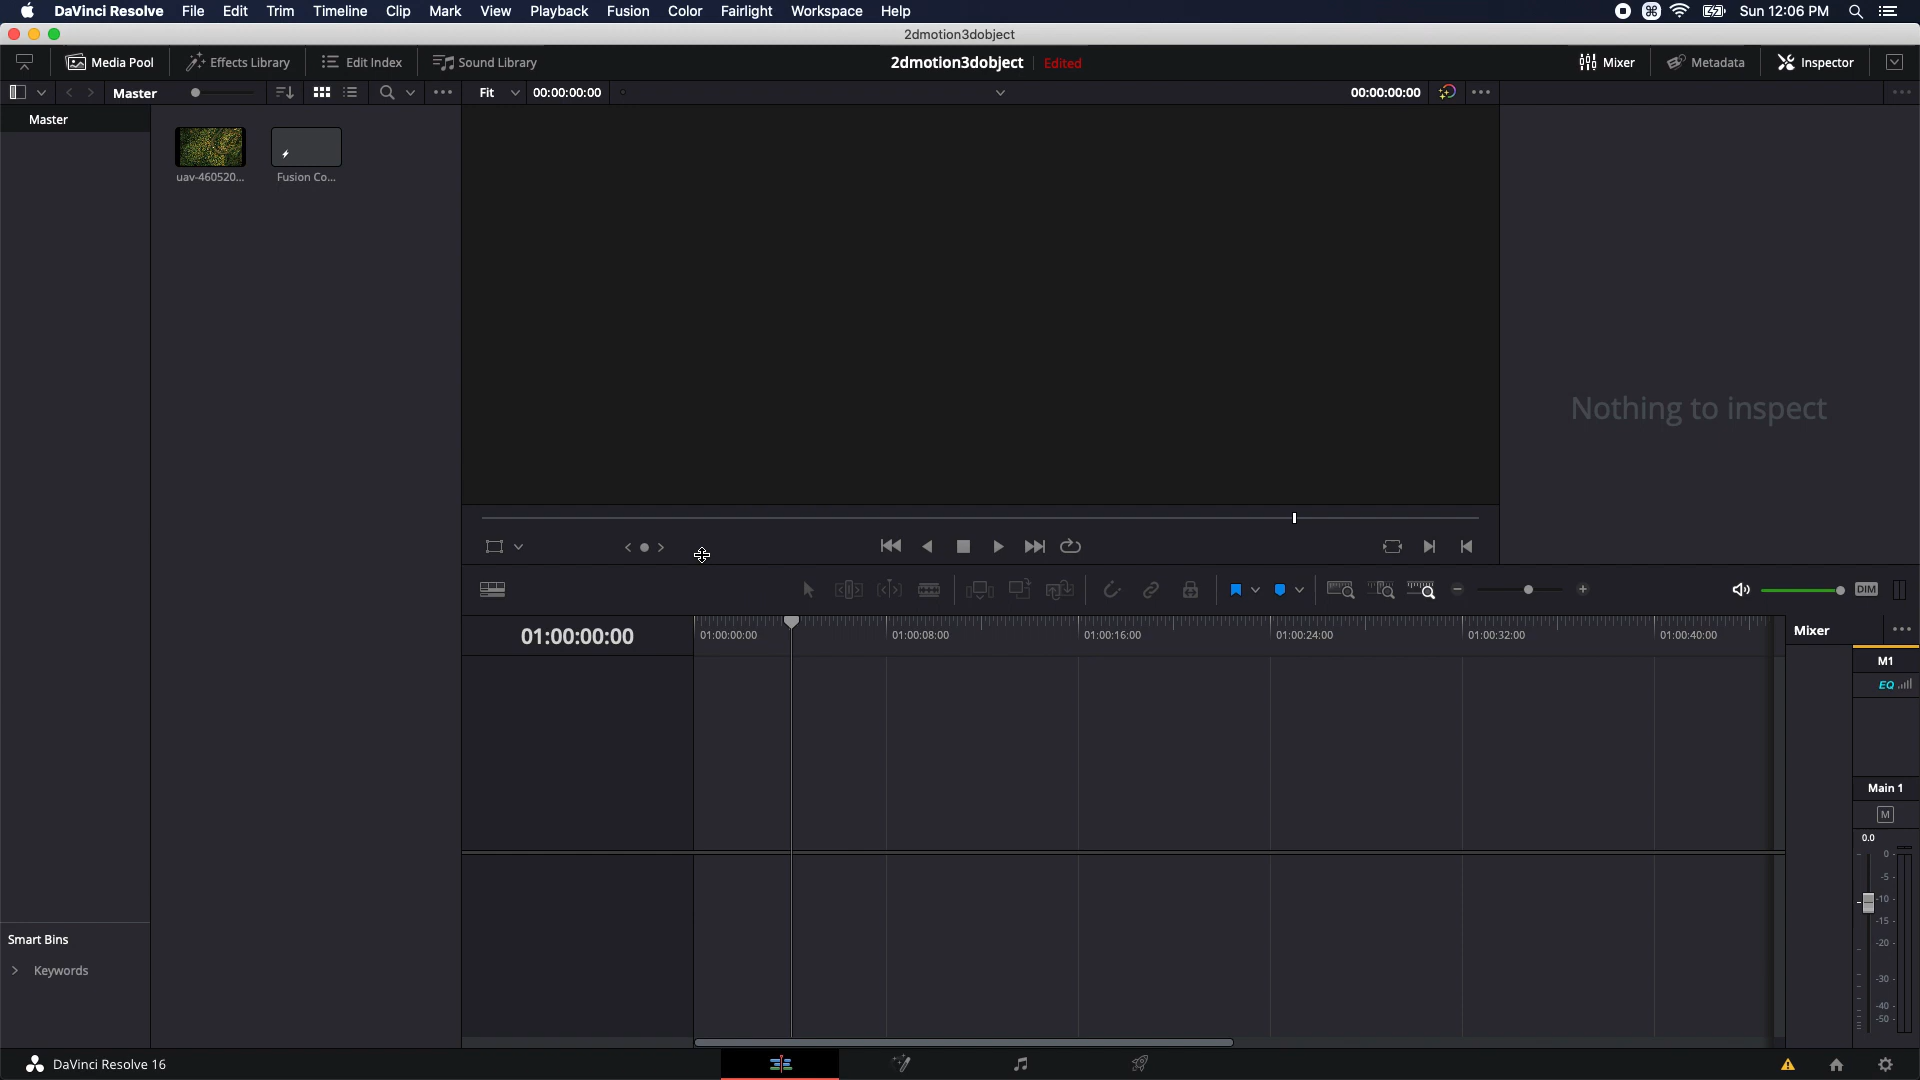 DaVinci Resolve File Edit Trim Timeline Clip Mark View Playback Fusion Color Fairlight Workspace Help Sun 12:06 PM
2dmotion3dobject
Media Pool Effects Library Edit Index Sound Library 2dmotion3dobject Edited Mixer Metadata Inspector
Master Fit 00:00:00:00 00:00:00:00
Master
uav-460520... Fusion Co...
Nothing to inspect
DIM
01:00:00:00 01:00:00:00 01:00:08:00 01:00:16:00 01:00:24:00 01:00:32:00 01:00:40:00 Mixer
M1
EQ
Main 1
M
0.0
0
-5
-10
-15
-20
-30
-40
-50
Smart Bins
Keywords
DaVinci Resolve 16